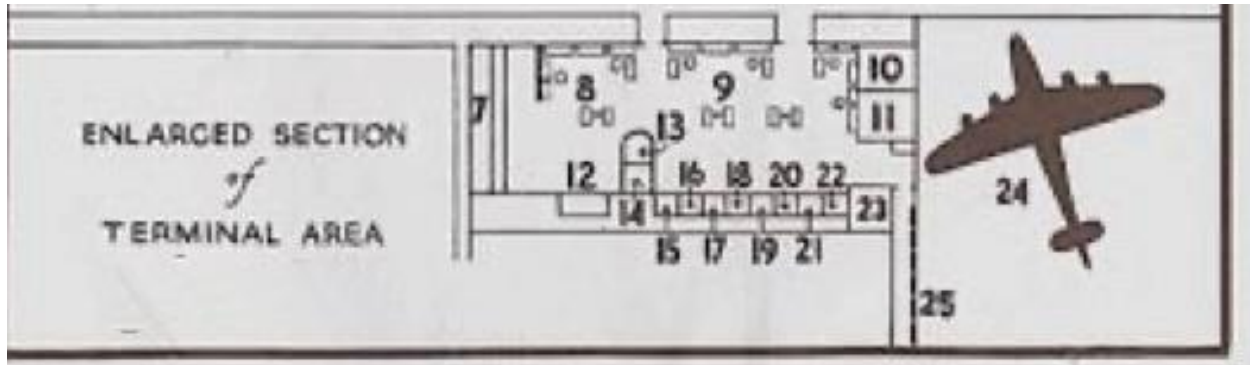 ENLARGED SECTION
of
TERMINAL AREA
7
8
9
10
11
12
13
14
16 18 20 22
23
15 17 19 21
24
25